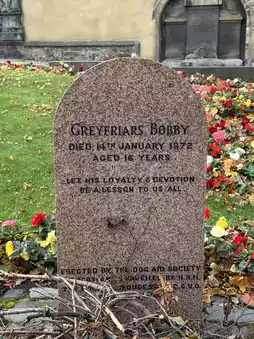 GREYFRIARS BOBBY
DIED 14TH JANUARY 1872
AGED 16 YEARS
LET HIS LOYALTY & DEVOTION
BE A LESSON TO US ALL
ERECTED BY THE DOG AID SOCIETY
BY H.R.H.
G.C.V.O.